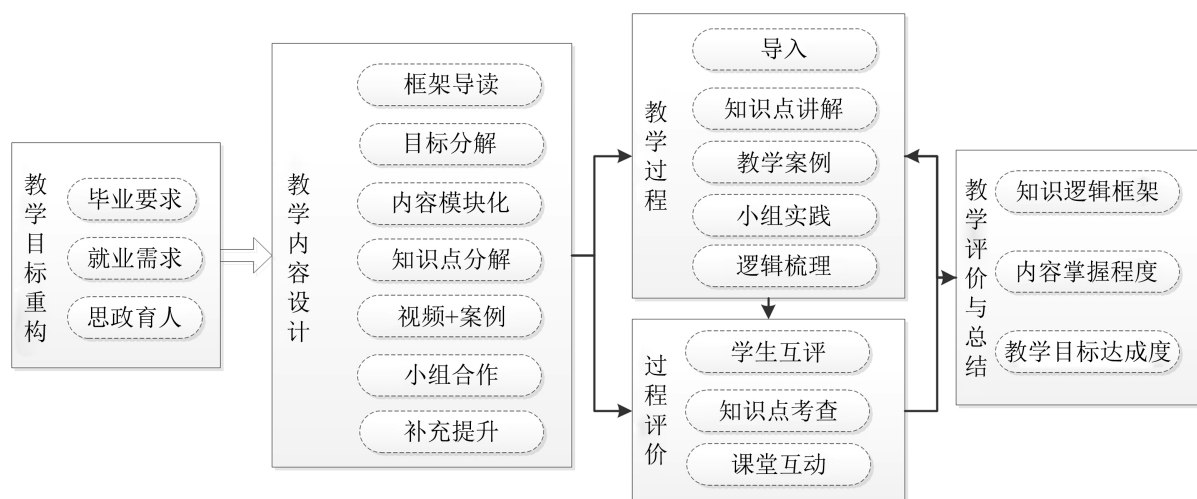 教学目标重构
毕业要求
就业需求
思政育人
教学内容设计
框架导读
目标分解
内容模块化
知识点分解
视频+案例
小组合作
补充提升
教学过程
导入
知识点讲解
教学案例
小组实践
逻辑梳理
过程评价
学生互评
知识点考查
课堂互动
教学评价与总结
知识逻辑框架
内容掌握程度
教学目标达成度